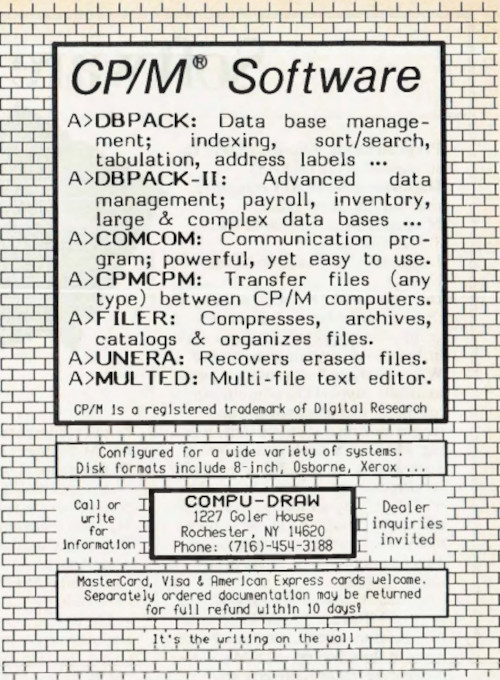 CP/M® Software
A>DBPACK: Data base manage-
ment; indexing, sort/search,
tabulation, address labels ...
A>DBPACK-II: Advanced data
management; payroll, inventory,
large & complex data bases ...
A>COMCOM: Communication pro-
gram; powerful, yet easy to use.
A>CPMCPM: Transfer files (any
type) between CP/M computers.
A>FILER: Compresses, archives,
catalogs & organizes files.
A>UNERA: Recovers erased files.
A>MULTED: Multi-file text editor.
CP/M is a registered trademark of Digital Research
Configured for a wide variety of systems.
Disk formats include 8-inch, Osborne, Xerox ...
Call or
write
for
information
COMPU-DRAW
1227 Goler House
Rochester, NY 14620
Phone: (716)-454-3188
Dealer
inquiries
invited
MasterCard, Visa & American Express cards welcome.
Separately ordered documentation may be returned
for full refund within 10 days!
It's the writing on the wall